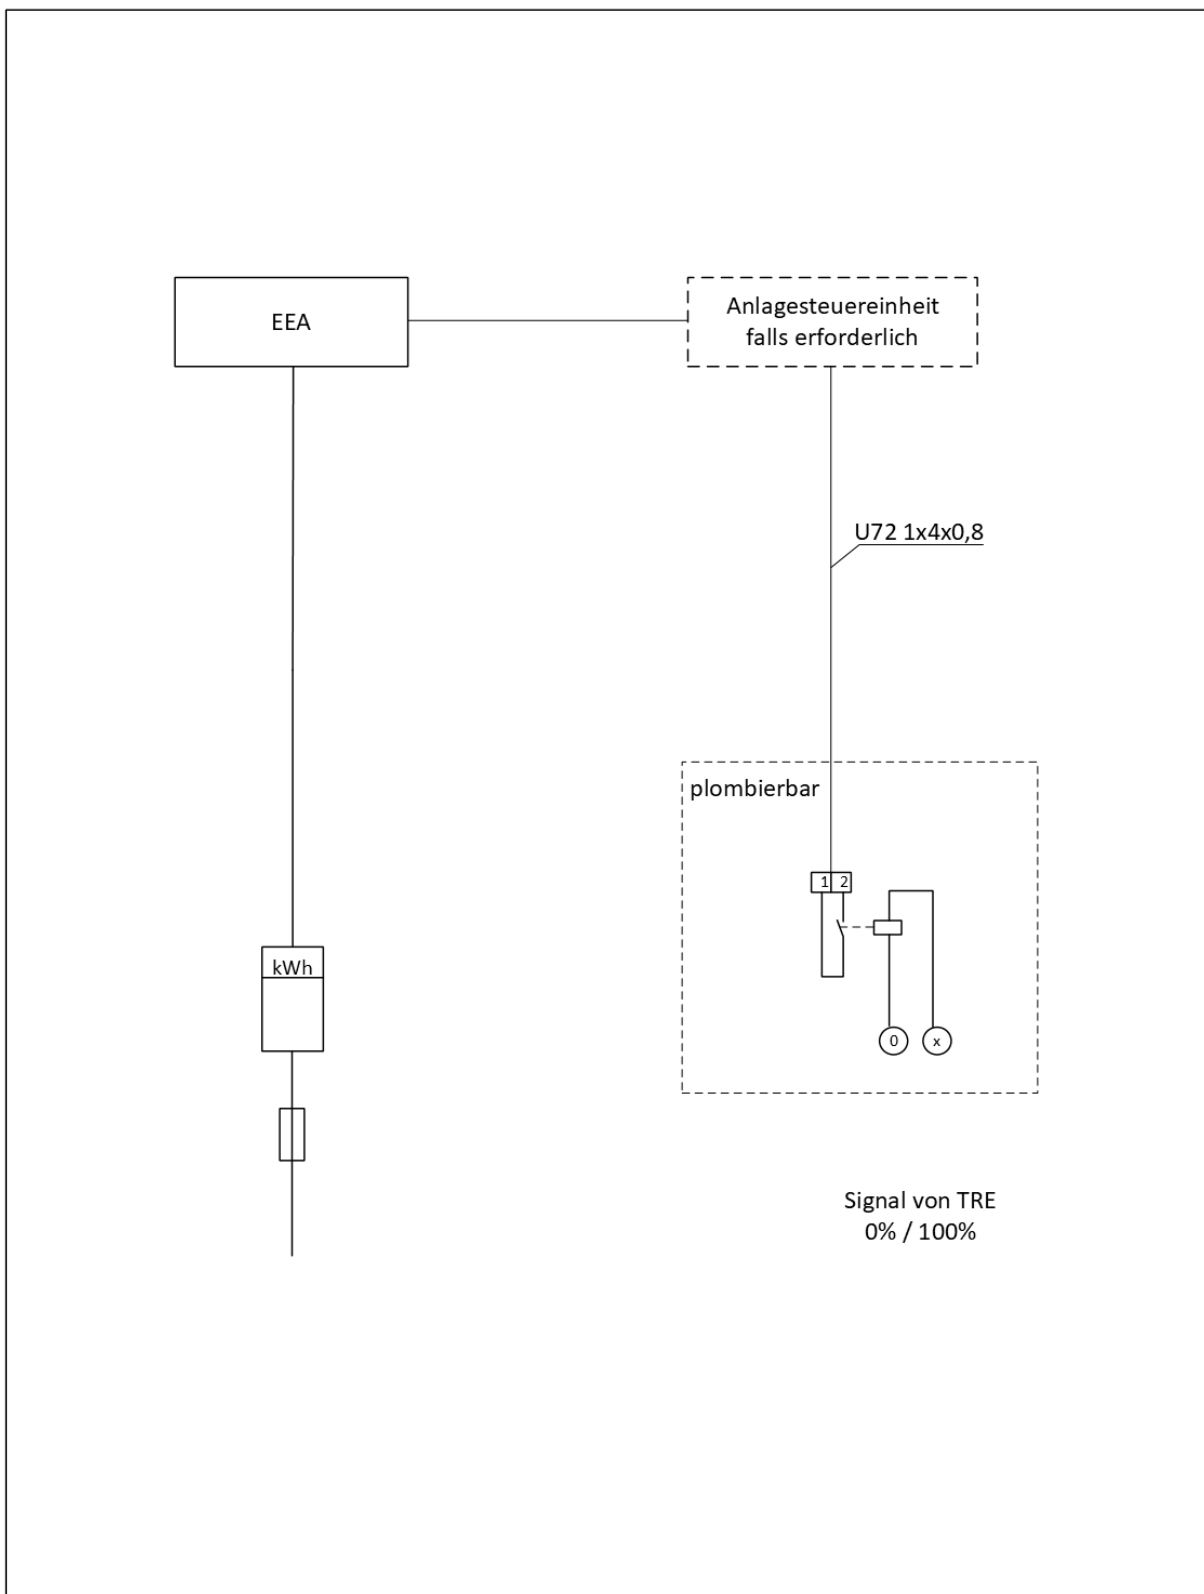 EEA
Anlagesteuereinheit
falls erforderlich
U72 1x4x0,8
plombierbar
1 2
kWh
0 x
Signal von TRE
0% / 100%